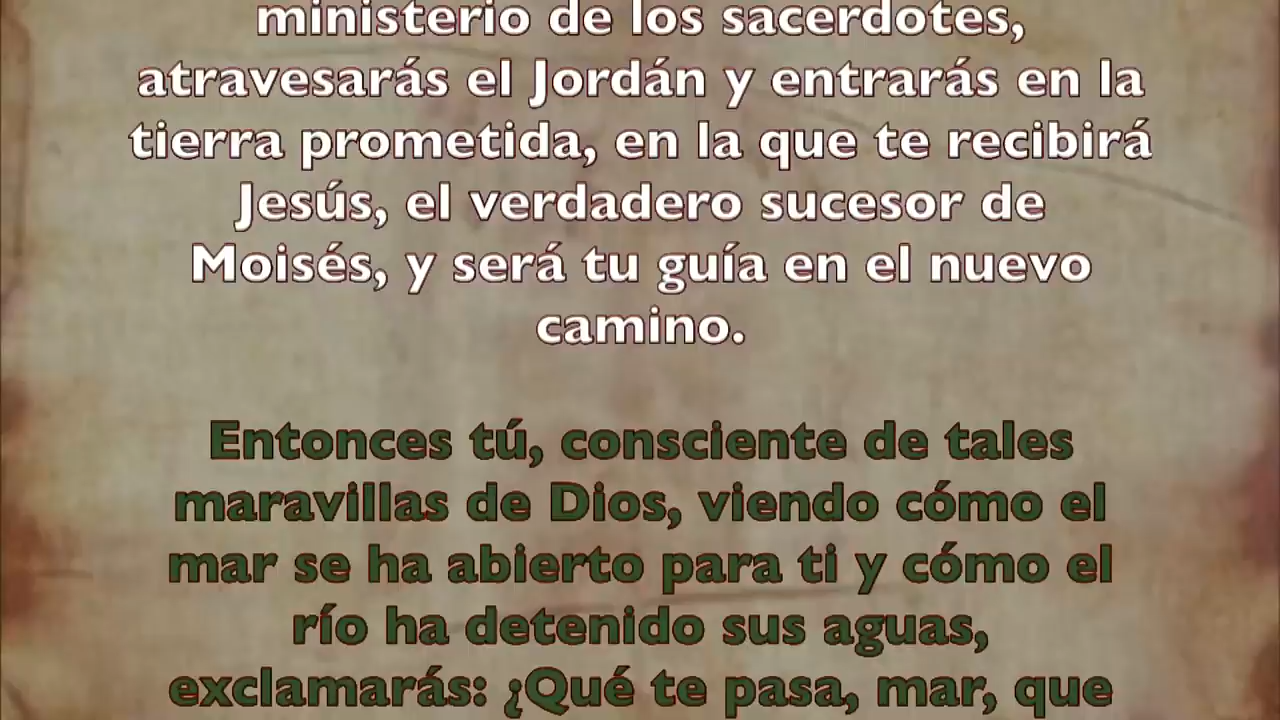 ministerio de los sacerdotes,
atravesarás el Jordán y entrarás en la
tierra prometida, en la que te recibirá
Jesús, el verdadero sucesor de
Moisés, y será tu guía en el nuevo
camino.
Entonces tú, consciente de tales
maravillas de Dios, viendo cómo el
mar se ha abierto para ti y cómo el
río ha detenido sus aguas,
exclamarás: ¿Qué te pasa, mar, que